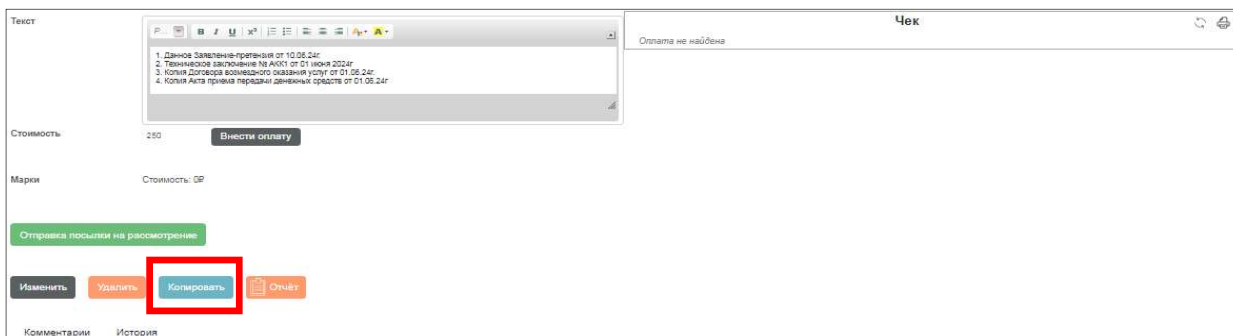 Текст
Чек
P...
B I U x²
A A
Оплата не найдена
1. Данное Заявление-претензия от 10.06.24г.
2. Техническое заключение № АКК1 от 01 июня 2024г
3. Копия Договора возмездного оказания услуг от 01.06.24г.
4. Копия Акта приема передачи денежных средств от 01.06.24г
Стоимость
250
Внести оплату
Марки
Стоимость: 0₽
Отправка посылки на рассмотрение
Изменить
Удалить
Копировать
Отчёт
Комментарии
История